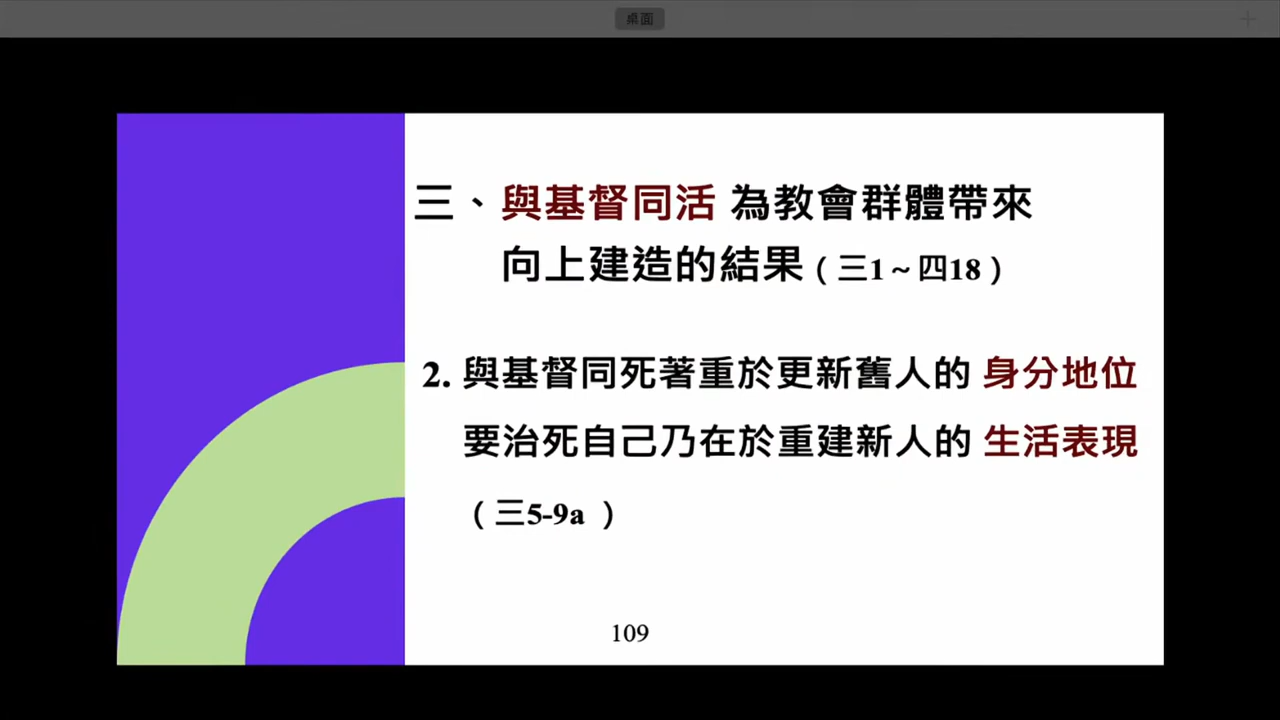 桌面
三、與基督同活 為教會群體帶來
向上建造的結果（三1～四18）
2. 與基督同死著重於更新舊人的 身分地位
要治死自己乃在於重建新人的 生活表現
（三5-9a ）
109